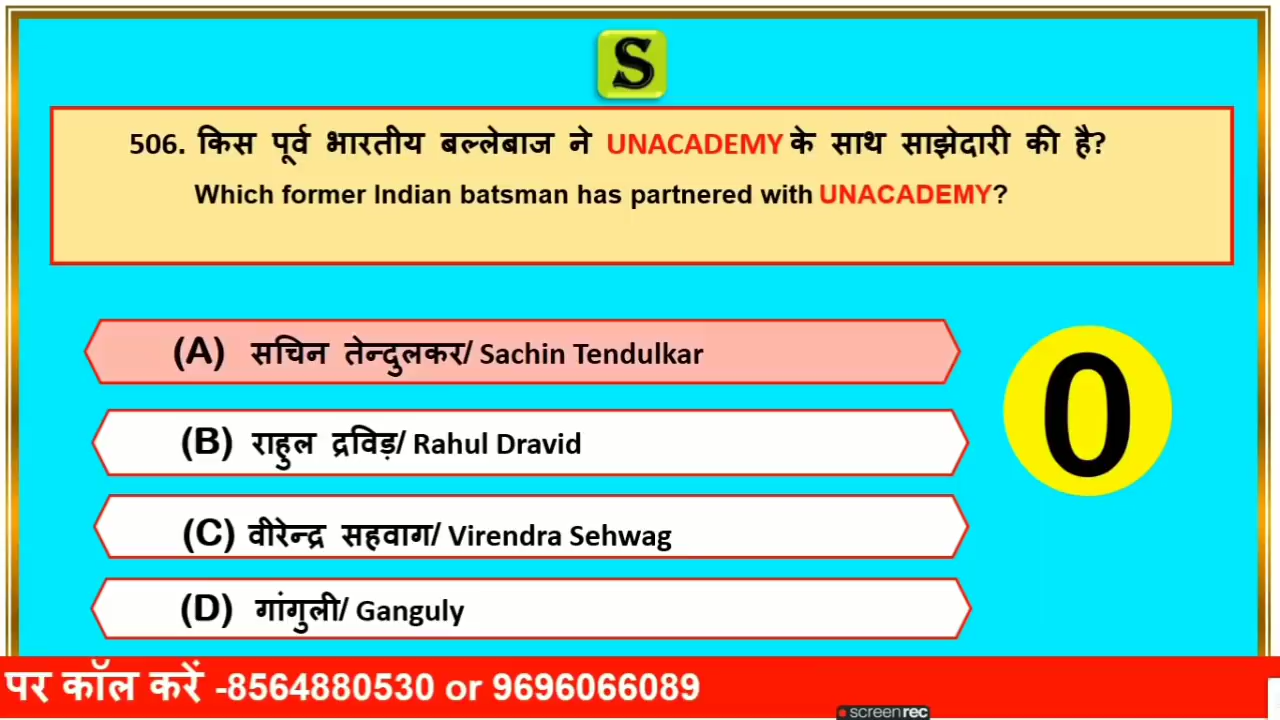 S
506. किस पूर्व भारतीय बल्लेबाज ने UNACADEMY के साथ साझेदारी की है?
Which former Indian batsman has partnered with UNACADEMY?
(A) सचिन तेन्दुलकर/ Sachin Tendulkar
(B) राहुल द्रविड़/ Rahul Dravid
0
(C) वीरेन्द्र सहवाग/ Virendra Sehwag
(D) गांगुली/ Ganguly
पर कॉल करें -8564880530 or 9696066089
screenrec